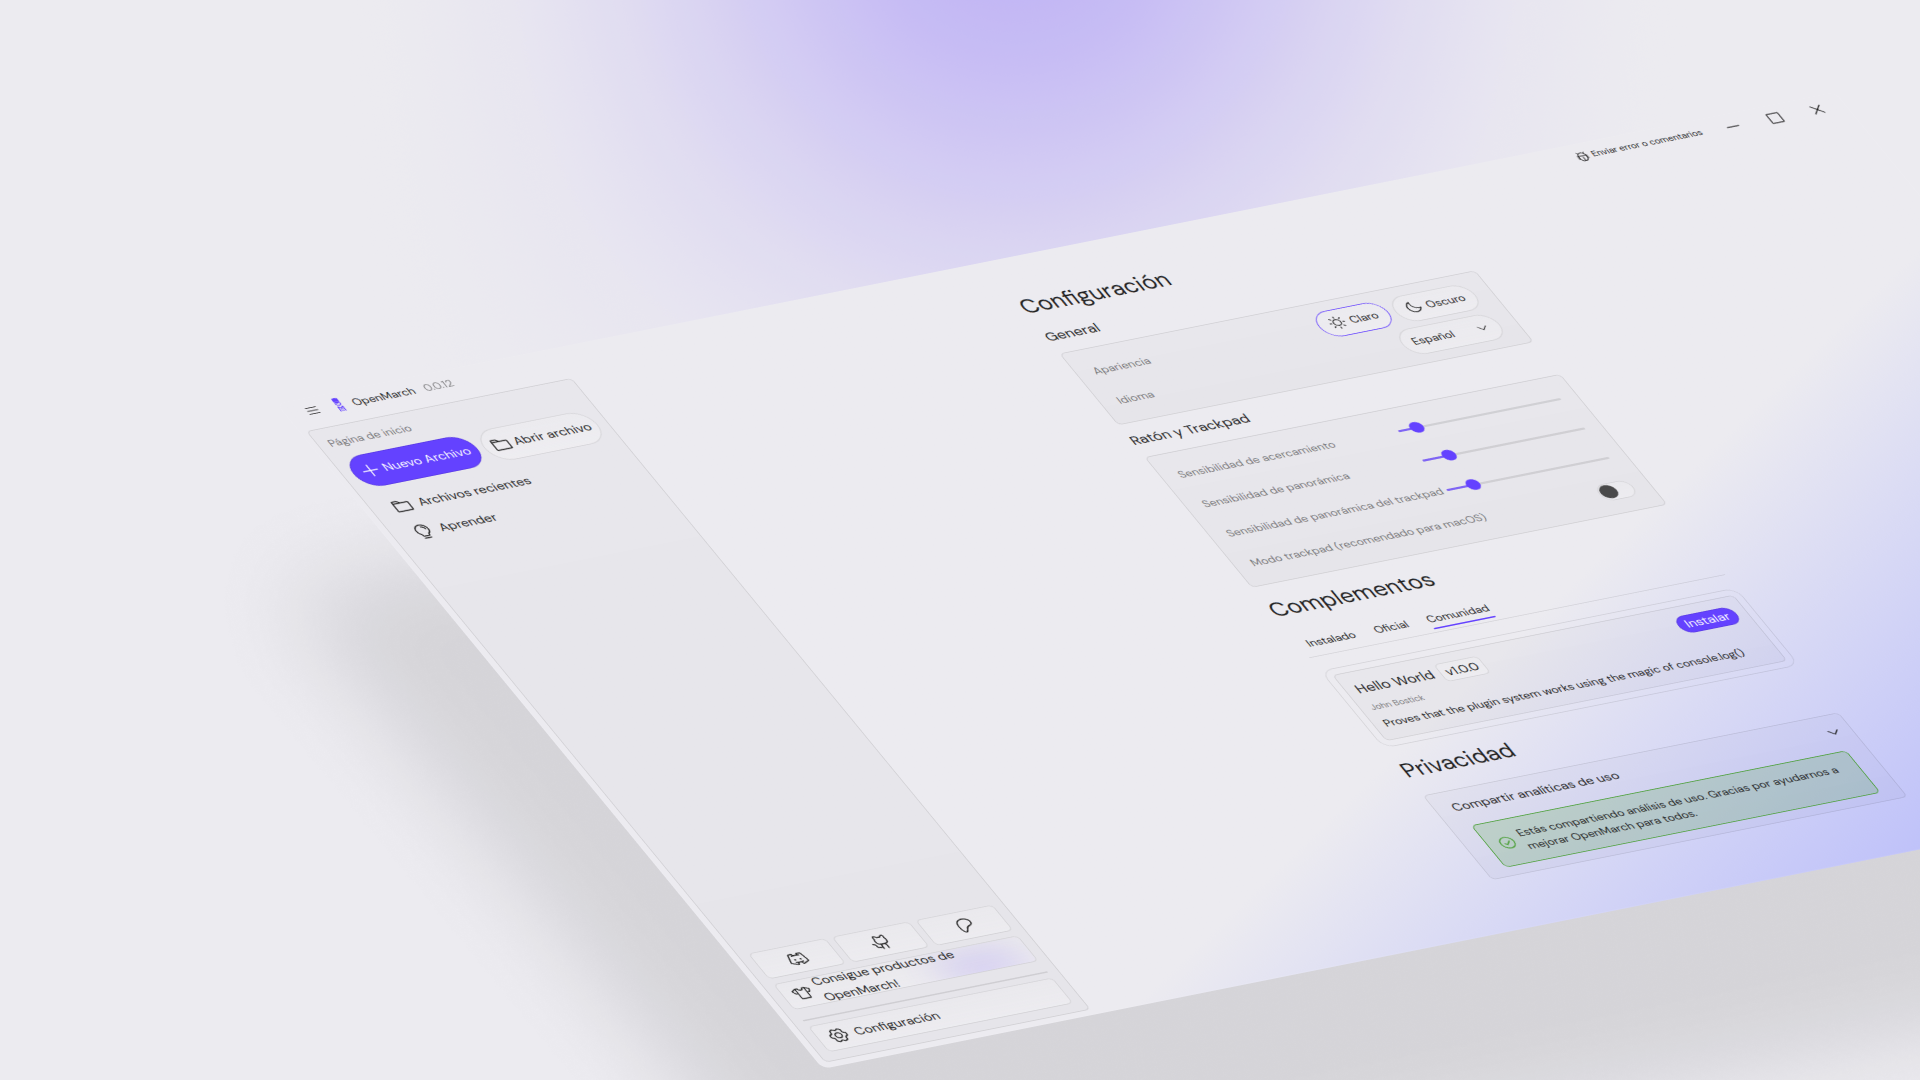 Enviar error o comentarios
OpenMarch 0.0.12
Página de inicio
Nuevo Archivo
Abrir archivo
Archivos recientes
Aprender
Consigue productos de
OpenMarch!
Configuración
Configuración
General
Apariencia
Claro
Oscuro
Idioma
Español
Ratón y Trackpad
Sensibilidad de acercamiento
Sensibilidad de panorámica
Sensibilidad de panorámica del trackpad
Modo trackpad (recomendado para macOS)
Complementos
Instalado Oficial Comunidad
Hello World v1.0.0
Instalar
John Bostick
Proves that the plugin system works using the magic of console.log()
Privacidad
Compartir analíticas de uso
Estás compartiendo análisis de uso. Gracias por ayudarnos a
mejorar OpenMarch para todos.